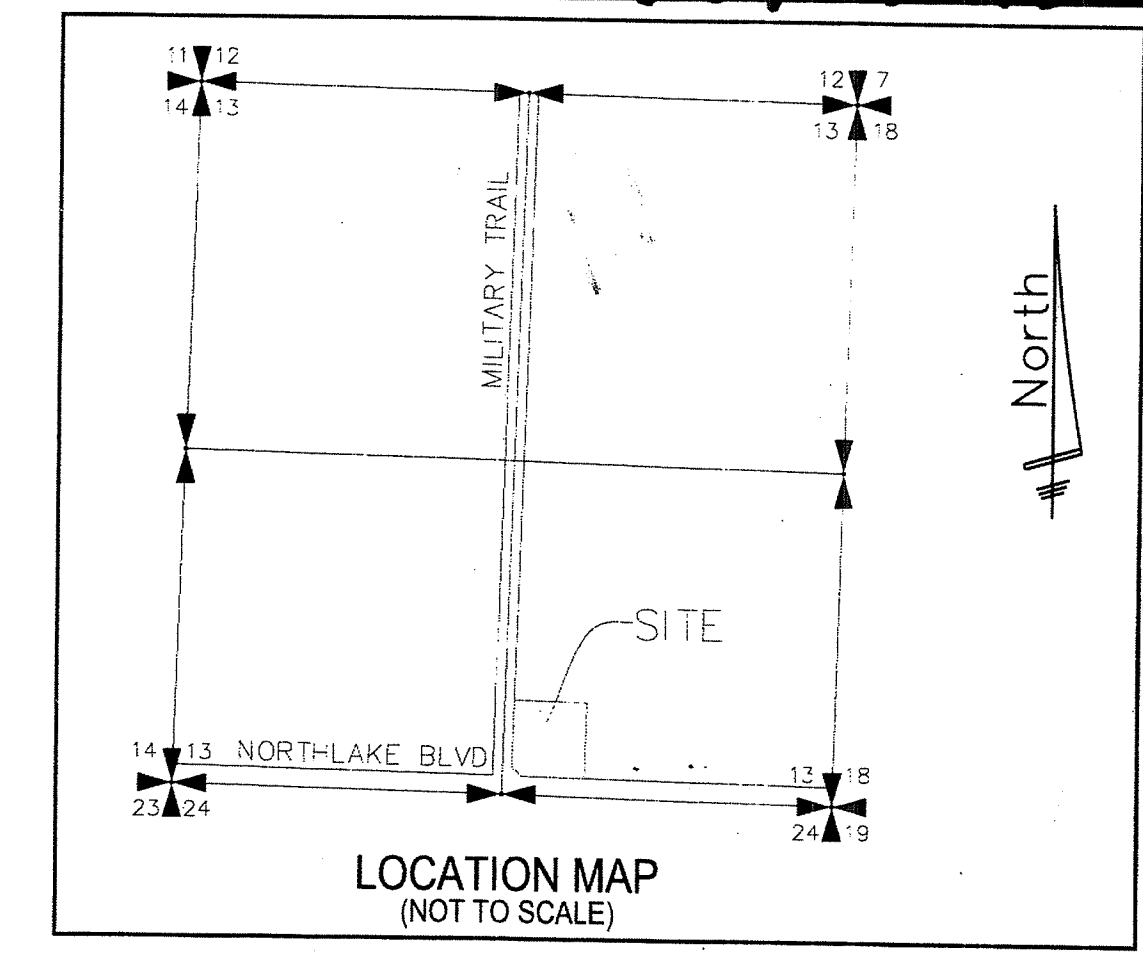 11 12
14 13
12 7
13 18
MILITARY TRAIL
North
SITE
14 13 NORTHLAKE BLVD
23 24
13 18
24 19
LOCATION MAP
(NOT TO SCALE)